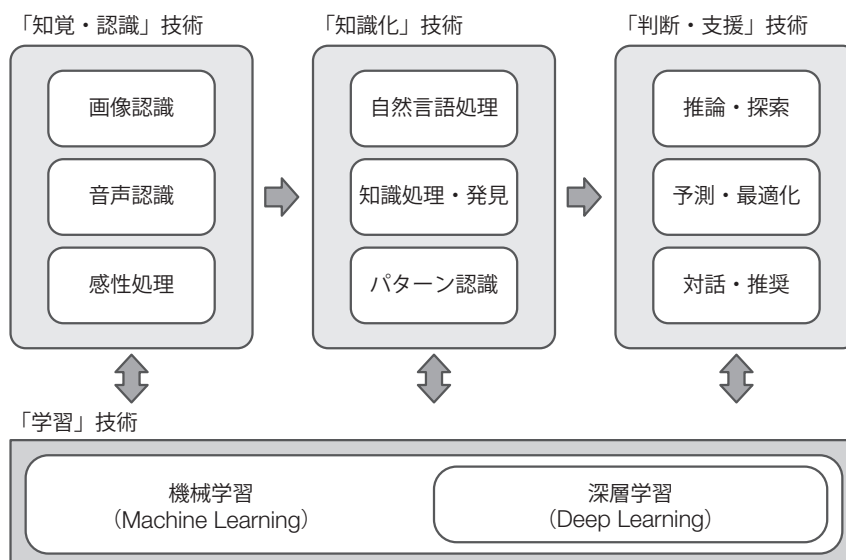 「知覚・認識」技術
画像認識
音声認識
感性処理
「知識化」技術
自然言語処理
知識処理・発見
パターン認識
「判断・支援」技術
推論・探索
予測・最適化
対話・推奨
「学習」技術
機械学習
（Machine Learning）
深層学習
（Deep Learning）